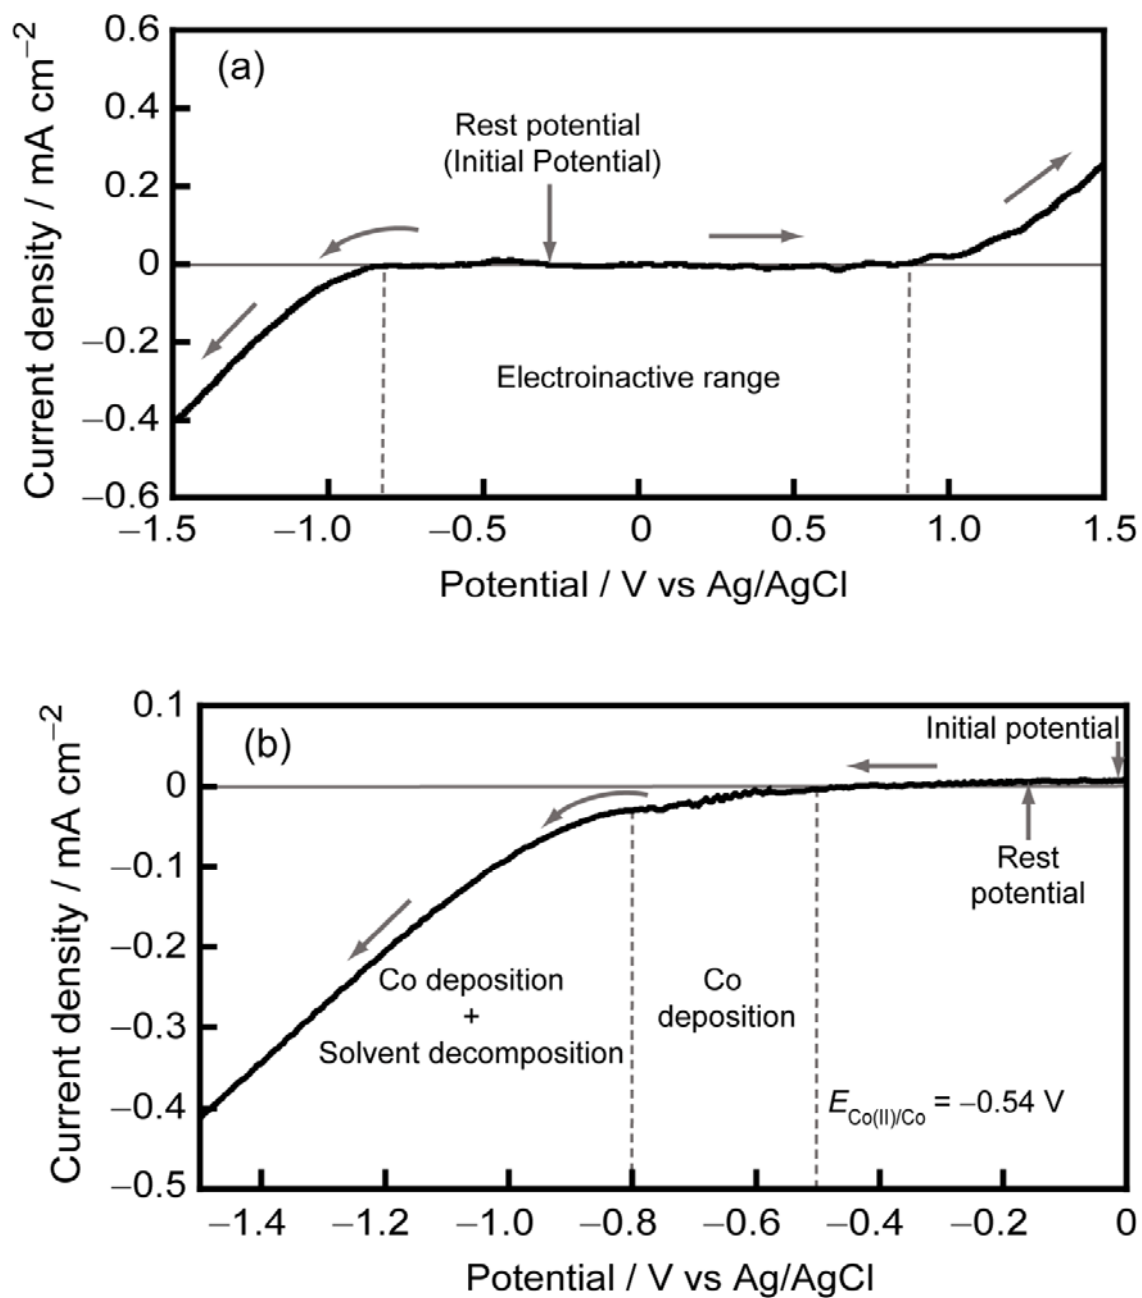 (a)
Current density / mA cm−2
0.6
0.4
0.2
0
−0.2
−0.4
−0.6
Rest potential
(Initial Potential)
Electroinactive range
−1.5 −1.0 −0.5 0 0.5 1.0 1.5
Potential / V vs Ag/AgCl
(b)
Current density / mA cm−2
0.1
0
−0.1
−0.2
−0.3
−0.4
−0.5
Initial potential
Rest
potential
Co deposition
+
Solvent decomposition
Co
deposition
ECo(II)/Co = −0.54 V
−1.4 −1.2 −1.0 −0.8 −0.6 −0.4 −0.2 0
Potential / V vs Ag/AgCl